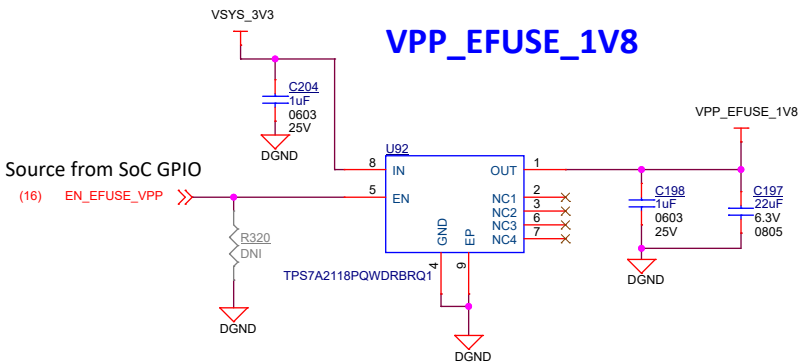 VSYS_3V3
VPP_EFUSE_1V8
C204
1uF
0603
25V
DGND
VPP_EFUSE_1V8
U92
8 IN OUT 1
Source from SoC GPIO
(16) EN_EFUSE_VPP
5 EN NC1 2
NC2 3
NC3 6
NC4 7
GND EP
4 9
C198
1uF
0603
25V
C197
22uF
6.3V
0805
R320
DNI
TPS7A2118PQWDRBRQ1
DGND
DGND
DGND